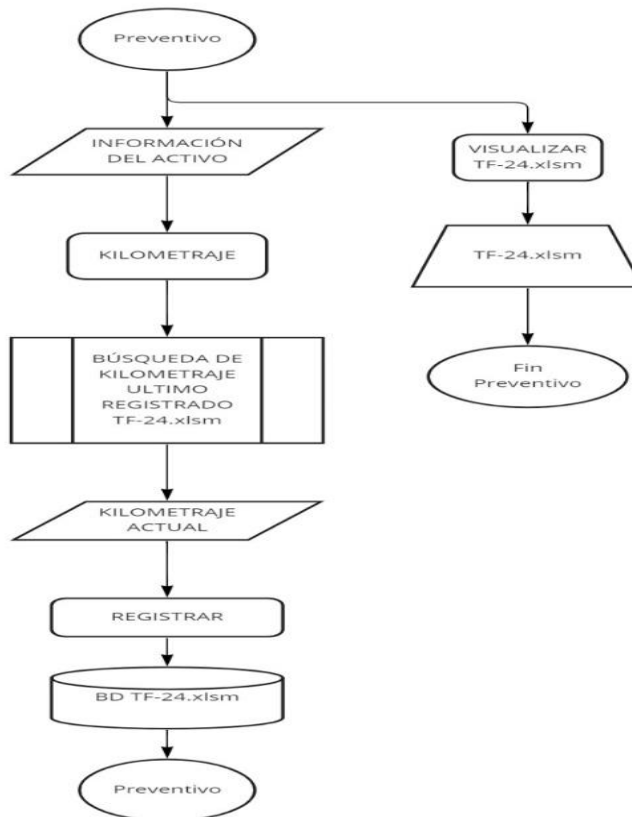 Preventivo
INFORMACIÓN
DEL ACTIVO
VISUALIZAR
TF-24.xlsm
KILOMETRAJE
TF-24.xlsm
BÚSQUEDA DE
KILOMETRAJE
ULTIMO
REGISTRADO
TF-24.xlsm
Fin
Preventivo
KILOMETRAJE
ACTUAL
REGISTRAR
BD TF-24.xlsm
Preventivo